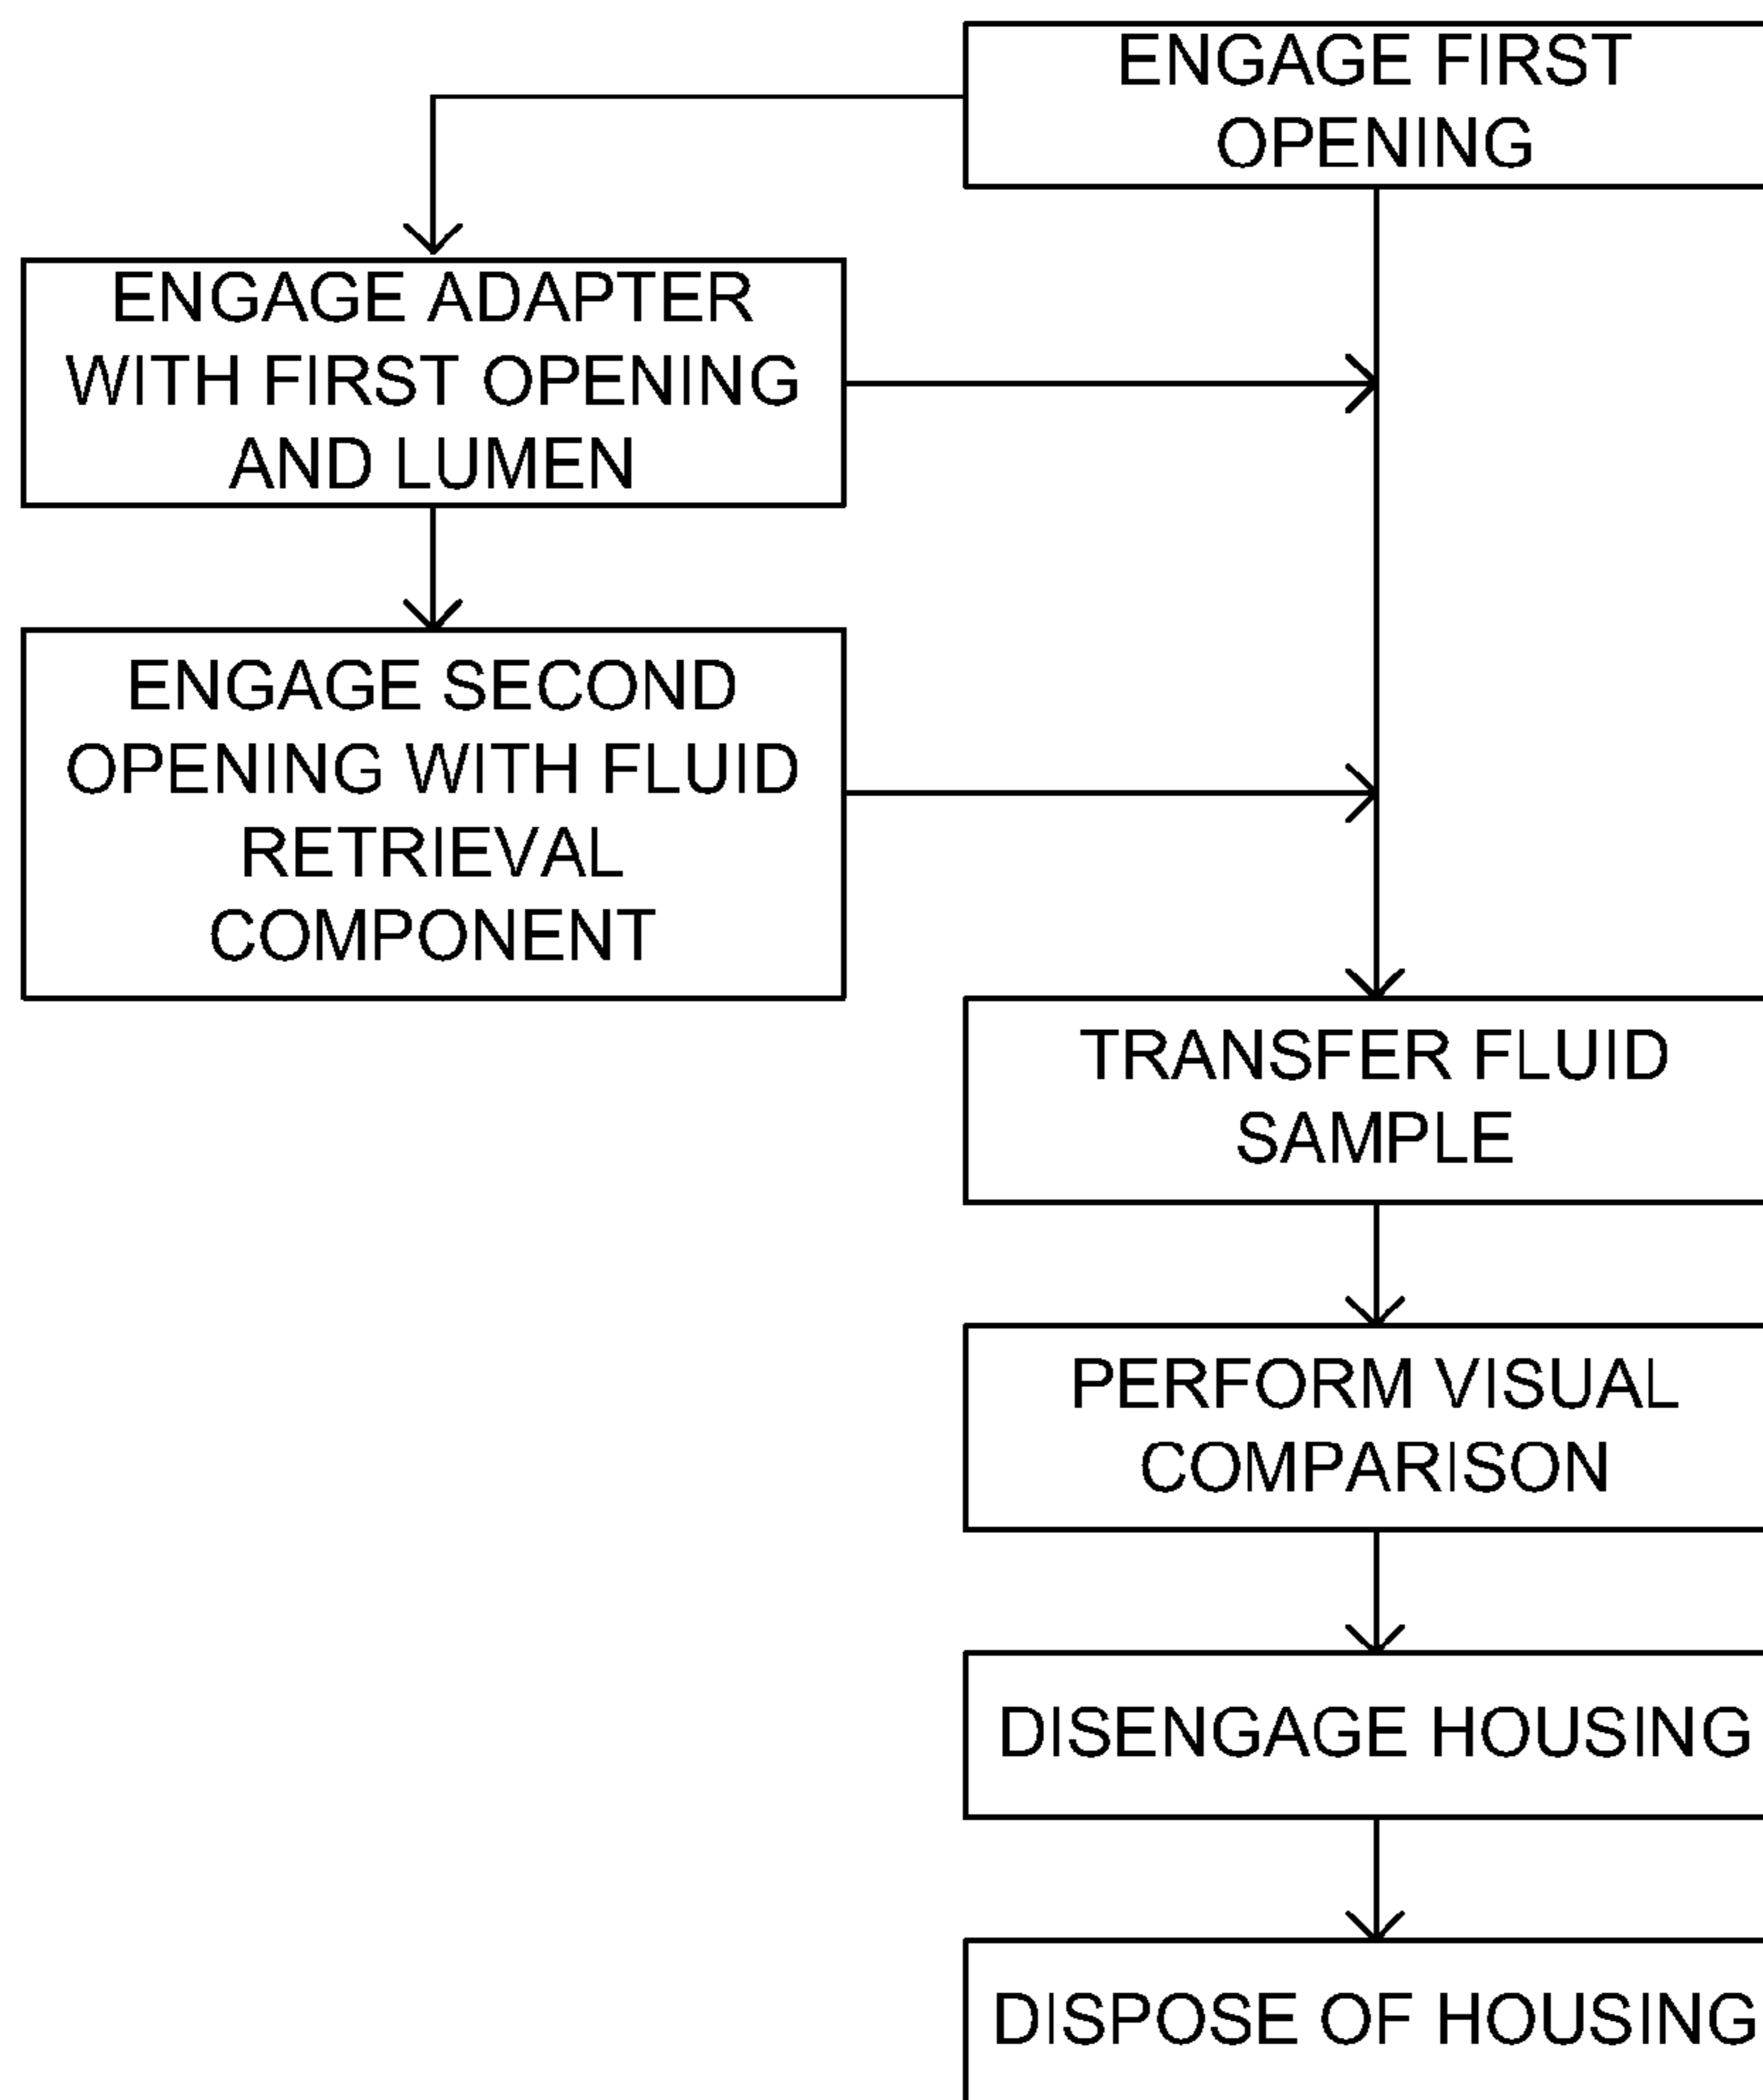 ENGAGE FIRST
OPENING
ENGAGE ADAPTER
WITH FIRST OPENING
AND LUMEN
ENGAGE SECOND
OPENING WITH FLUID
RETRIEVAL
COMPONENT
TRANSFER FLUID
SAMPLE
PERFORM VISUAL
COMPARISON
DISENGAGE HOUSING
DISPOSE OF HOUSING